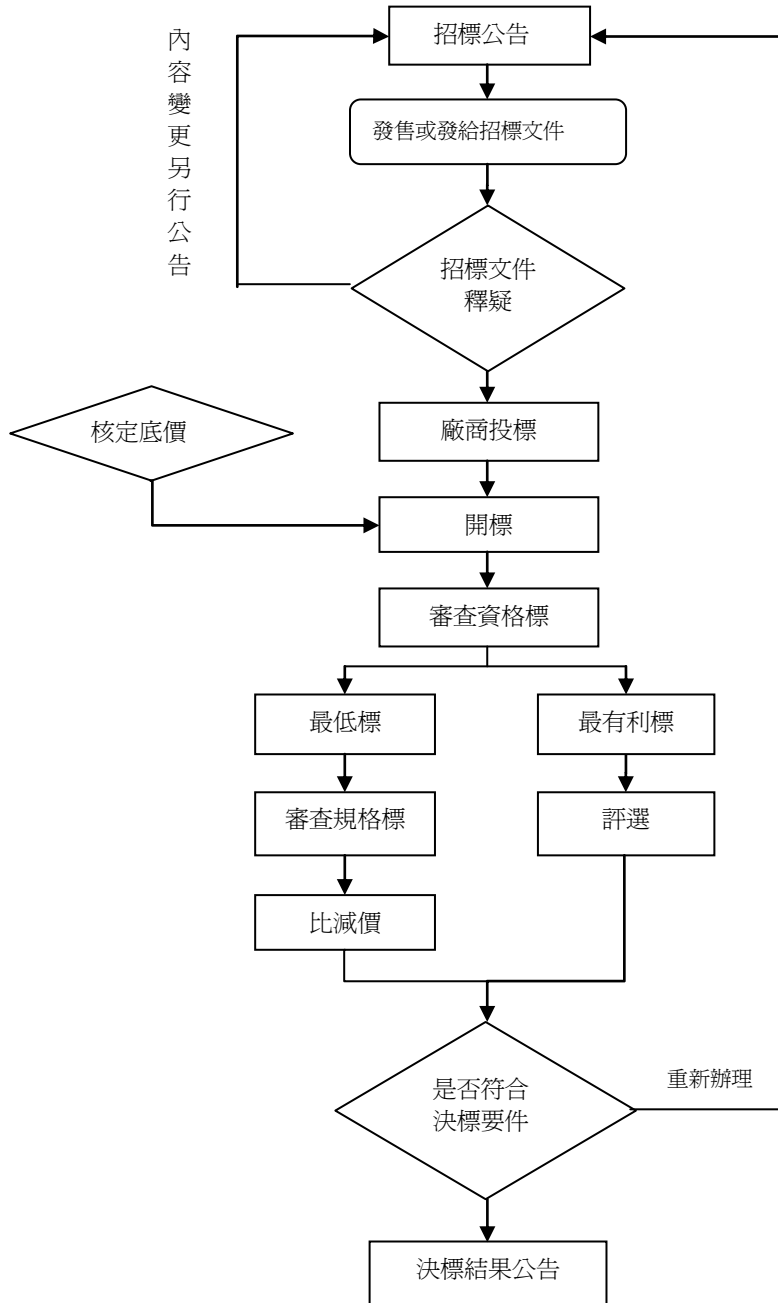 招標公告
內容變更另行公告
發售或發給招標文件
招標文件
釋疑
核定底價
廠商投標
開標
審查資格標
最低標
最有利標
審查規格標
評選
比減價
是否符合
決標要件
重新辦理
決標結果公告